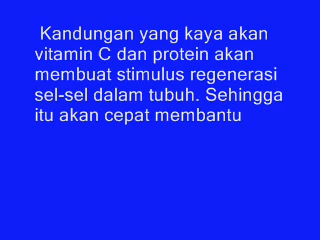 Kandungan yang kaya akan
vitamin C dan protein akan
membuat stimulus regenerasi
sel-sel dalam tubuh. Sehingga
itu akan cepat membantu